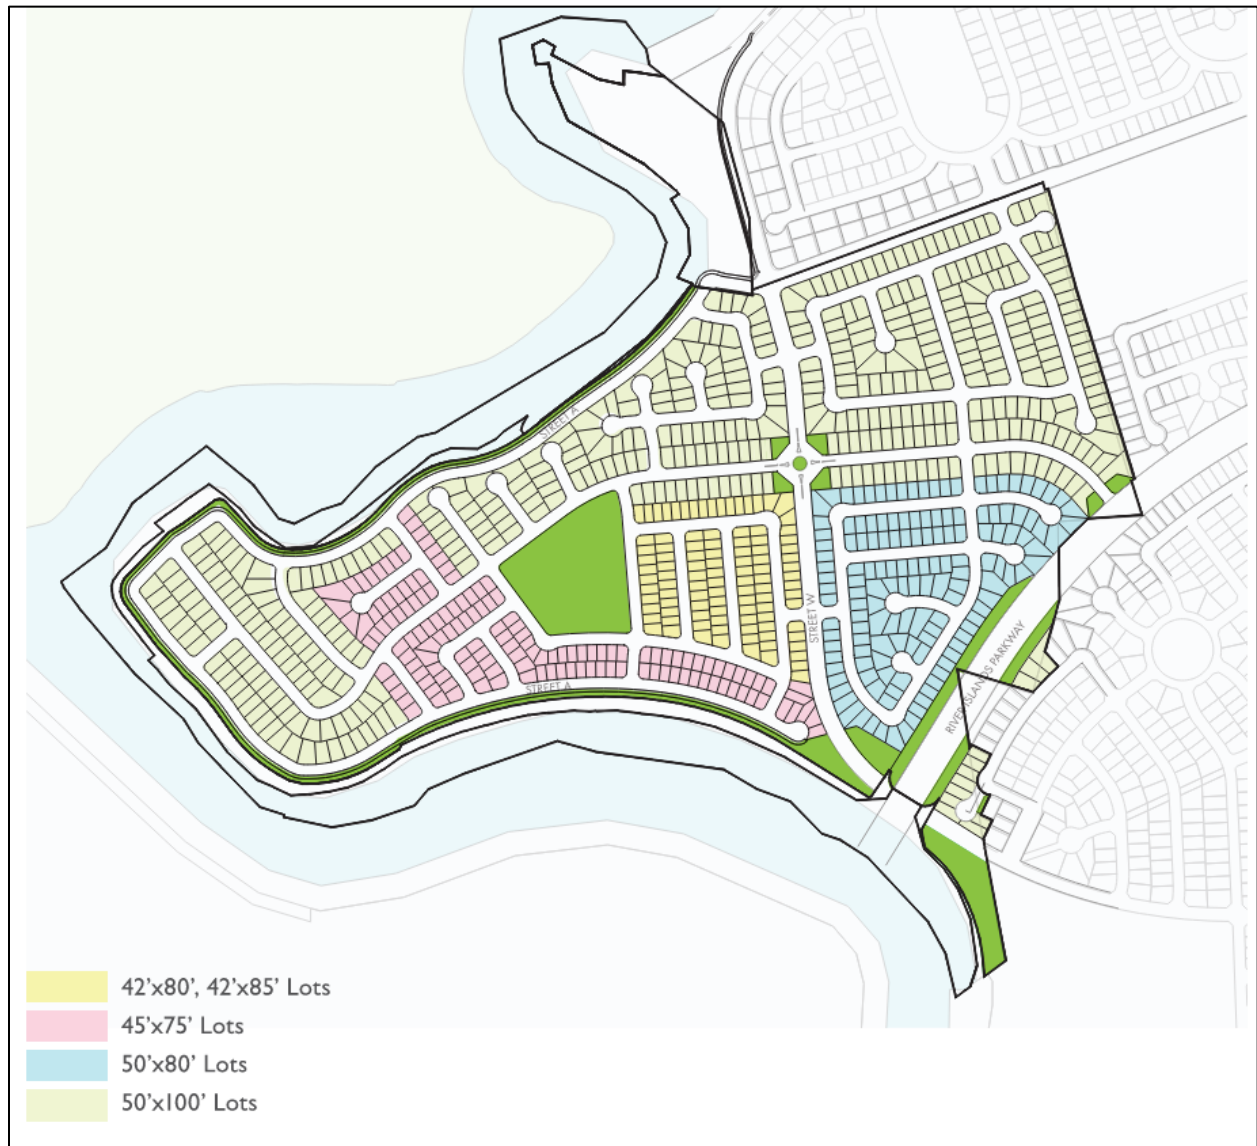 STREET A
STREET W
STREET A
RIVER ISLANDS PARKWAY
42’x80’, 42’x85’ Lots
45’x75’ Lots
50’x80’ Lots
50’x100’ Lots